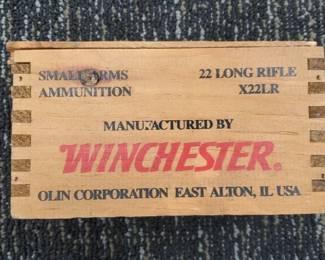 SMALL ARMS 22 LONG RIFLE
AMMUNITION X22LR
MANUFACTURED BY
WINCHESTER®
OLIN CORPORATION EAST ALTON, IL USA